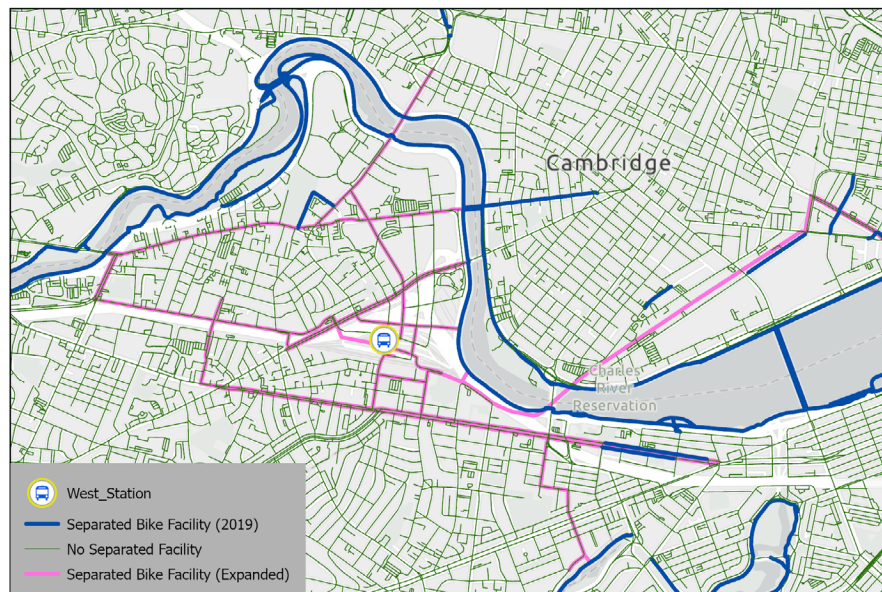 Cambridge
Charles
River
Reservation
West_Station
Separated Bike Facility (2019)
No Separated Facility
Separated Bike Facility (Expanded)